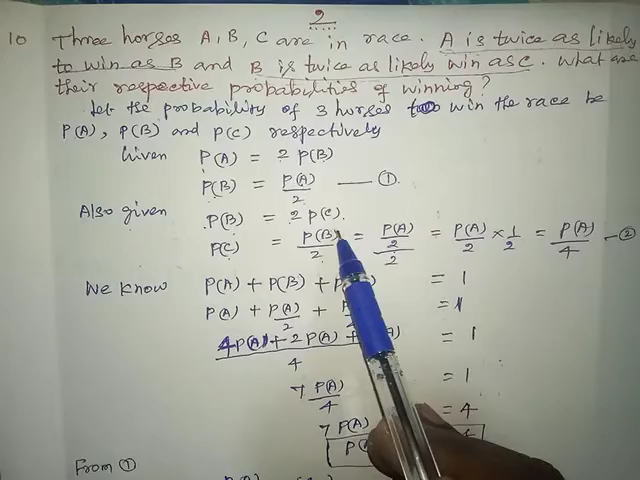 9
10 Three horses A, B, C are in race. A is twice as likely
to win as B and B is twice as likely win as c. What are
their respective probabilities of winning?
let the probability of 3 horses to win the race be
P(A), P(B) and P(C) respectively
Given P(A) = 2 P(B)
P(B) = P(A)/2 —— ①
Also given P(B) = 2 P(C).
P(C) = P(B)/2 = P(A)/2/2 = P(A)/2 × 1/2 = P(A)/4 — ②
We know P(A) + P(B) + P ) = 1
P(A) + P(A)/2 + = 1
4P(A) + 2P(A) + )/4 = 1
7 P(A)/4 = 1
7 P(A) = 4
From ①